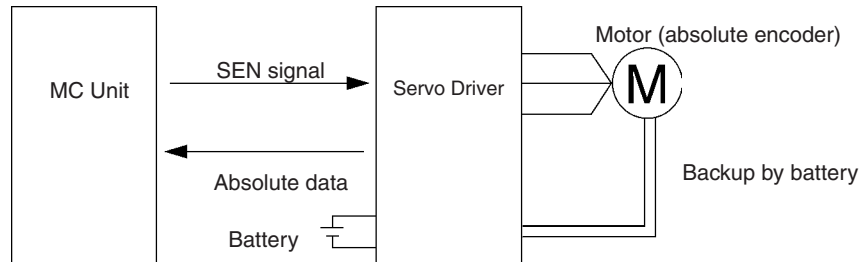 Motor (absolute encoder)
SEN signal
MC Unit
Servo Driver
M
Absolute data
Backup by battery
Battery